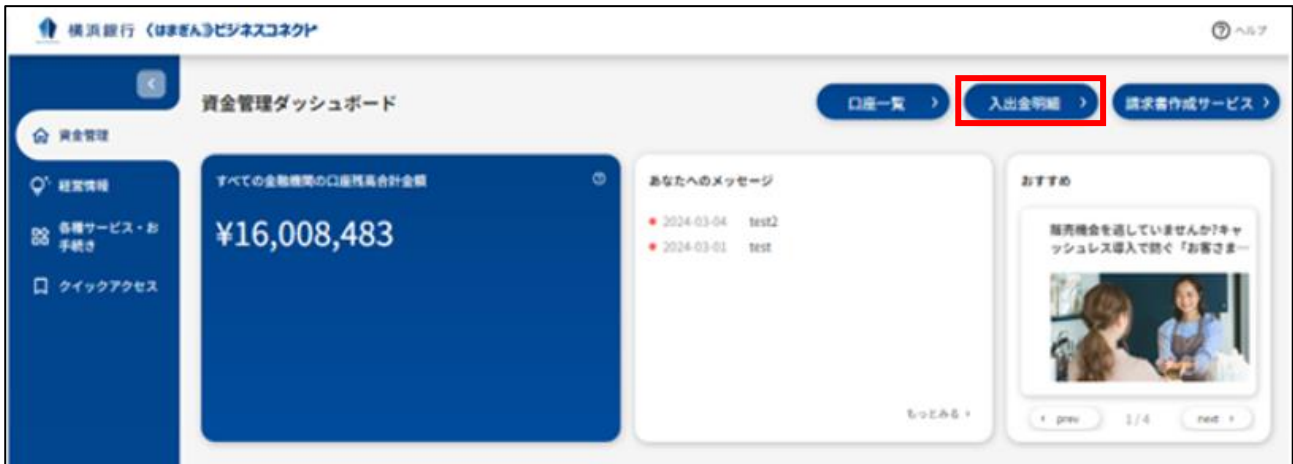 横浜銀行 〈はまぎん〉ビジネスコネクト
ヘルプ
資金管理ダッシュボード
口座一覧
入出金明細
請求書作成サービス
資金管理
経営情報
各種サービス・お
手続き
クイックアクセス
すべての金融機関の口座残高合計金額
¥16,008,483
あなたへのメッセージ
2024-03-04 test2
2024-03-01 test
もっとみる
おすすめ
販売機会を逃していませんか?キャ
ッシュレス導入で防ぐ「お客さま…
prev 1/4 next